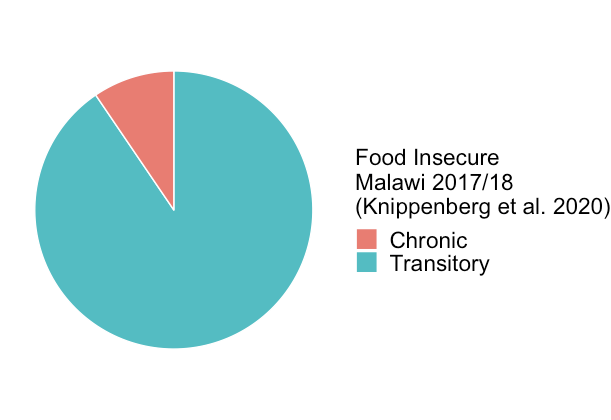 Food Insecure
Malawi 2017/18
(Knippenberg et al. 2020)
Chronic
Transitory